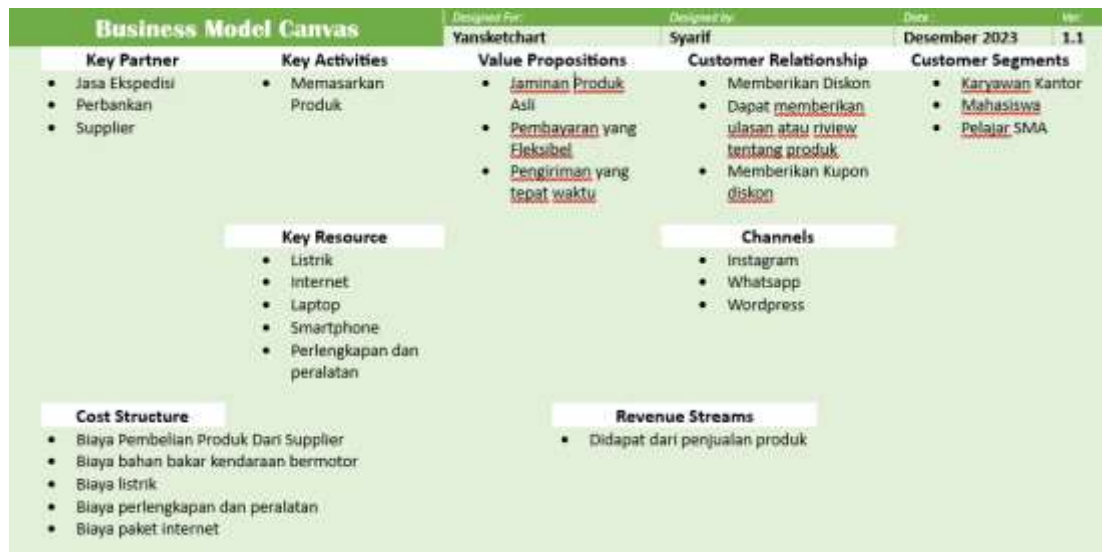 Business Model Canvas
Designed For:
Designed by:
Date:
Ver:
Yansketchart
Syarif
Desember 2023
1.1
Key Partner
Jasa Ekspedisi
Perbankan
Supplier
Key Activities
Memasarkan
Produk
Value Propositions
Jaminan Produk
Asli
Pembayaran yang
Fleksibel
Pengiriman yang
tepat waktu
Customer Relationship
Memberikan Diskon
Dapat memberikan
ulasan atau riview
tentang produk
Memberikan Kupon
diskon
Customer Segments
Karyawan Kantor
Mahasiswa
Pelajar SMA
Key Resource
Listrik
Internet
Laptop
Smartphone
Perlengkapan dan
peralatan
Channels
Instagram
Whatsapp
Wordpress
Cost Structure
Biaya Pembelian Produk Dari Supplier
Biaya bahan bakar kendaraan bermotor
Biaya listrik
Biaya perlengkapan dan peralatan
Biaya paket internet
Revenue Streams
Didapat dari penjualan produk